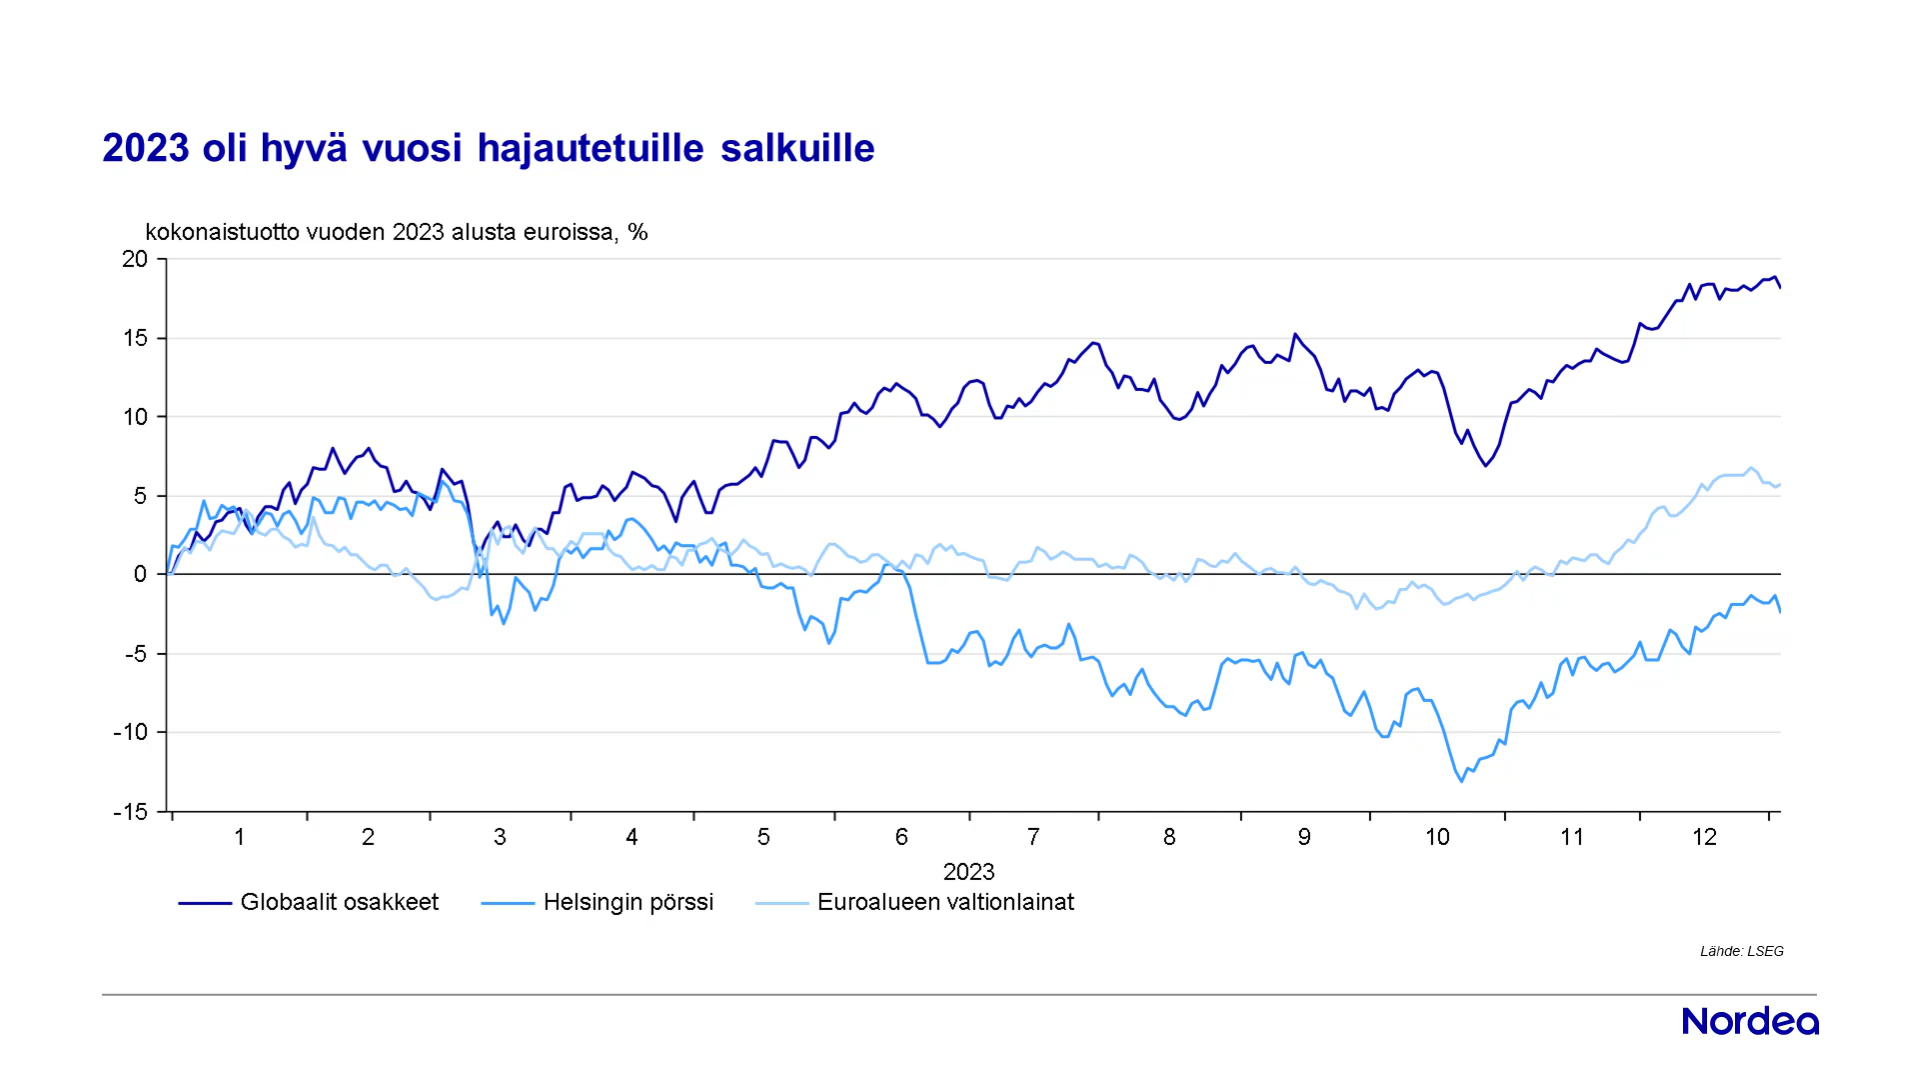 2023 oli hyvä vuosi hajautetuille salkuille
kokonaistuotto vuoden 2023 alusta euroissa, %
20
15
10
5
0
-5
-10
-15
1 2 3 4 5 6 7 8 9 10 11 12
2023
Globaalit osakkeet Helsingin pörssi Euroalueen valtionlainat
Lähde: LSEG
Nordea